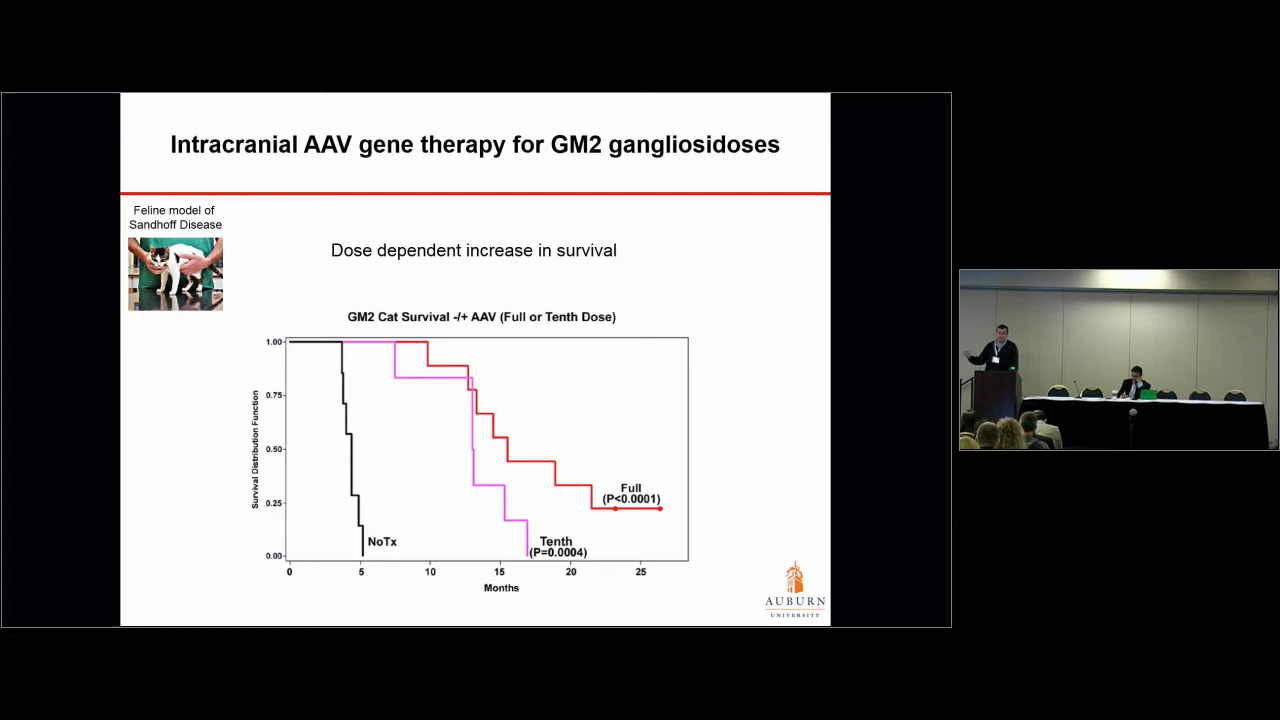 Intracranial AAV gene therapy for GM2 gangliosidoses
Feline model of
Sandhoff Disease
Dose dependent increase in survival
GM2 Cat Survival -/+ AAV (Full or Tenth Dose)
Survival Distribution Function
1.00
0.75
0.50
0.25
0.00
NoTx
Full
(P<0.0001)
Tenth
(P=0.0004)
0 5 10 15 20 25
Months
AUBURN
UNIVERSITY